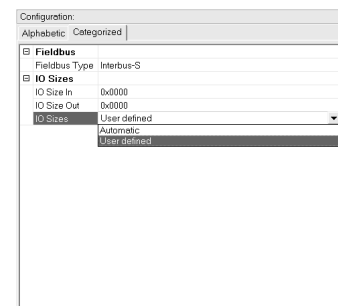 Configuration:
Alphabetic Categorized
Fieldbus
Fieldbus Type Interbus-S
IO Sizes
IO Size In 0x0000
IO Size Out 0x0000
IO Sizes User defined
Automatic
User defined